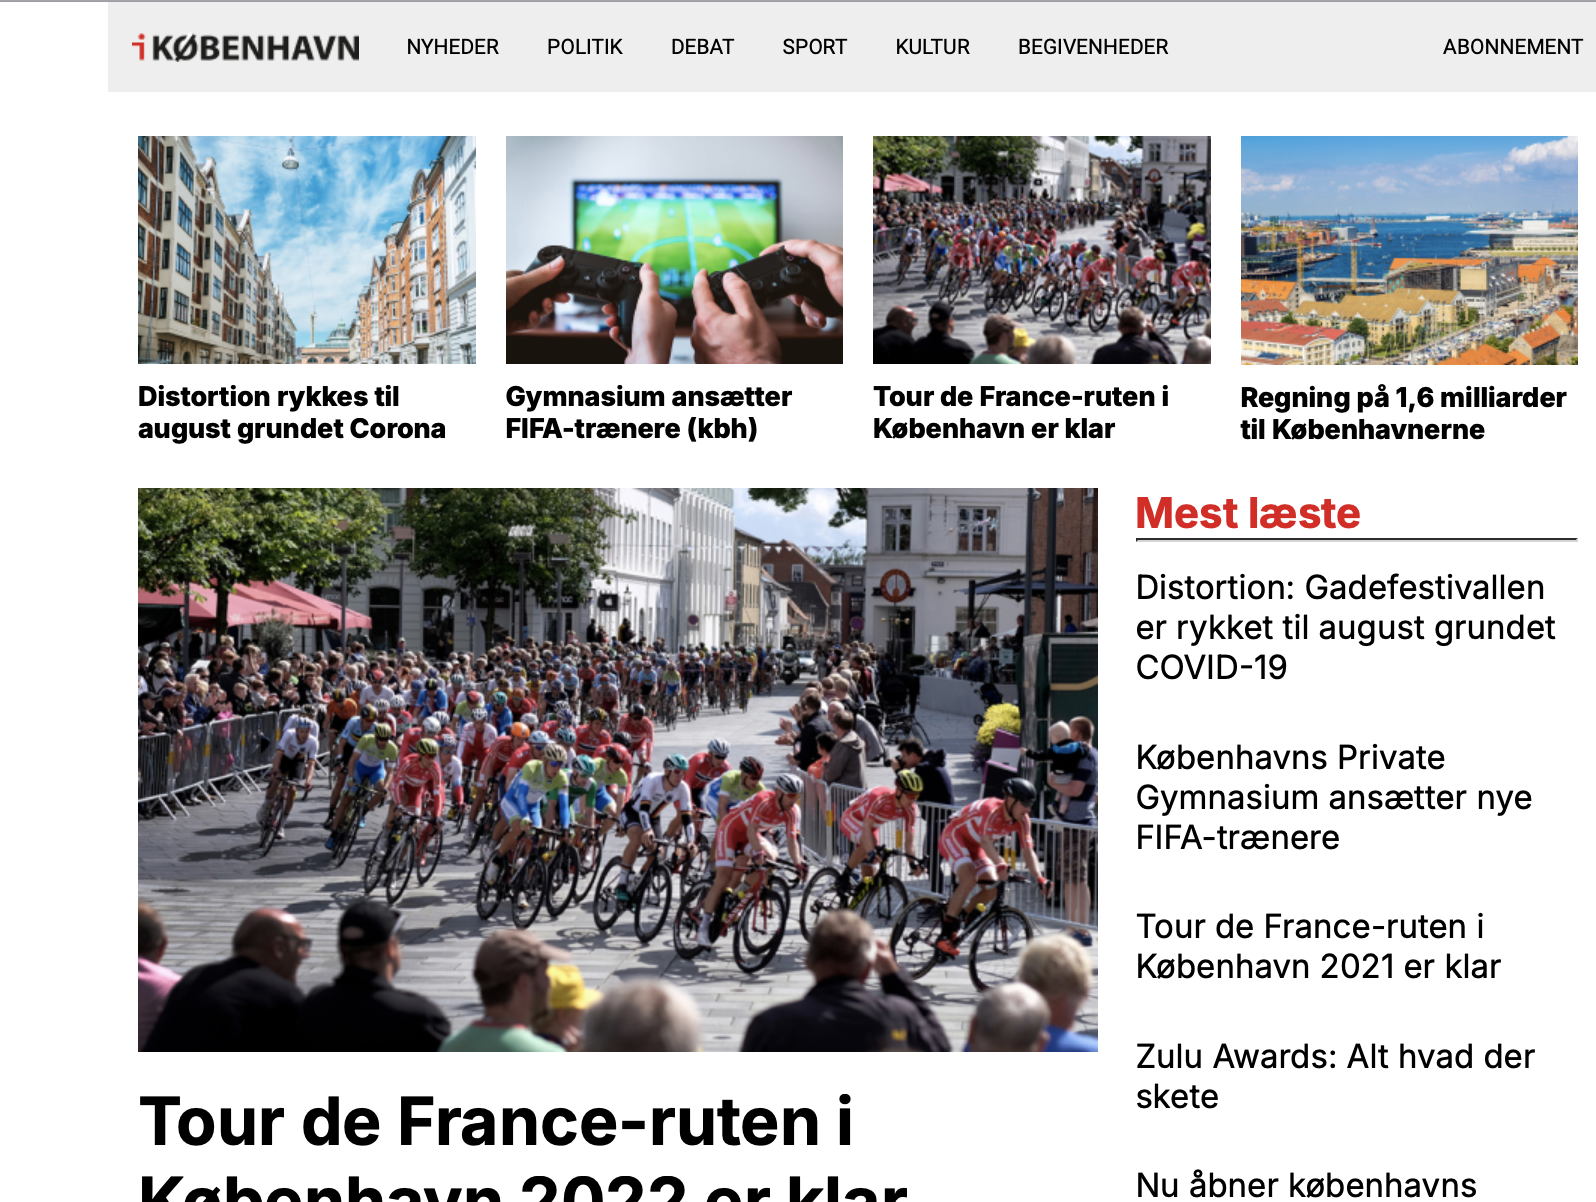 iKØBENHAVN NYHEDER POLITIK DEBAT SPORT KULTUR BEGIVENHEDER ABONNEMENT
Distortion rykkes til
august grundet Corona
Gymnasium ansætter
FIFA-trænere (kbh)
Tour de France-ruten i
København er klar
Regning på 1,6 milliarder
til Københavnerne
Tour de France-ruten i
København 2022 er klar
Mest læste
Distortion: Gadefestivallen
er rykket til august grundet
COVID-19
Københavns Private
Gymnasium ansætter nye
FIFA-trænere
Tour de France-ruten i
København 2021 er klar
Zulu Awards: Alt hvad der
skete
Nu åbner københavns